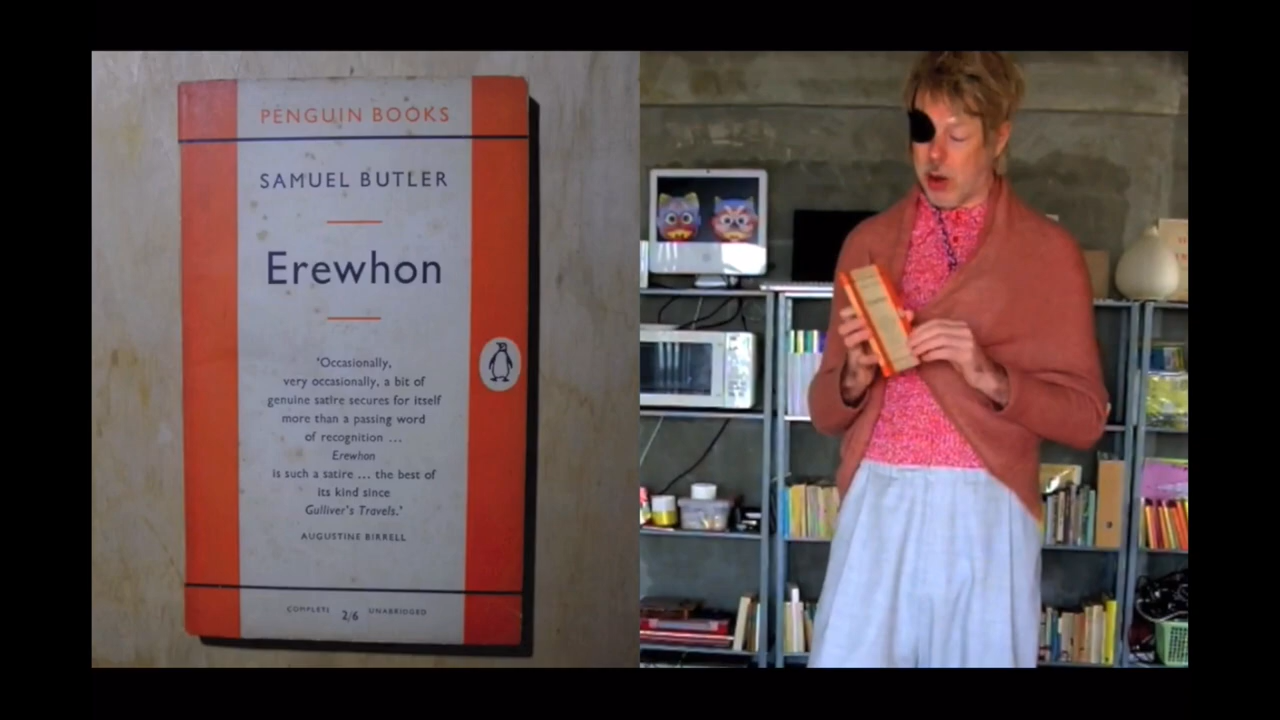 PENGUIN BOOKS
SAMUEL BUTLER
Erewhon
'Occasionally,
very occasionally, a bit of
genuine satire secures for itself
more than a passing word
of recognition ...
Erewhon
is such a satire ... the best of
its kind since
Gulliver's Travels.'
AUGUSTINE BIRRELL
COMPLETE 2/6 UNABRIDGED